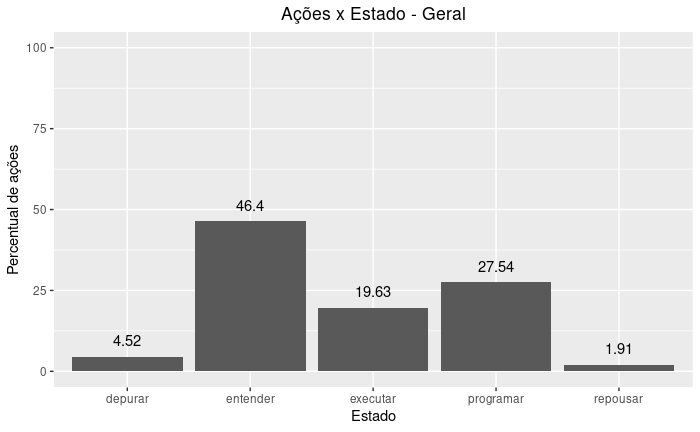 Ações x Estado - Geral
Percentual de ações
100
75
50
25
0
4.52
46.4
19.63
27.54
1.91
depurar
entender
executar
programar
repousar
Estado